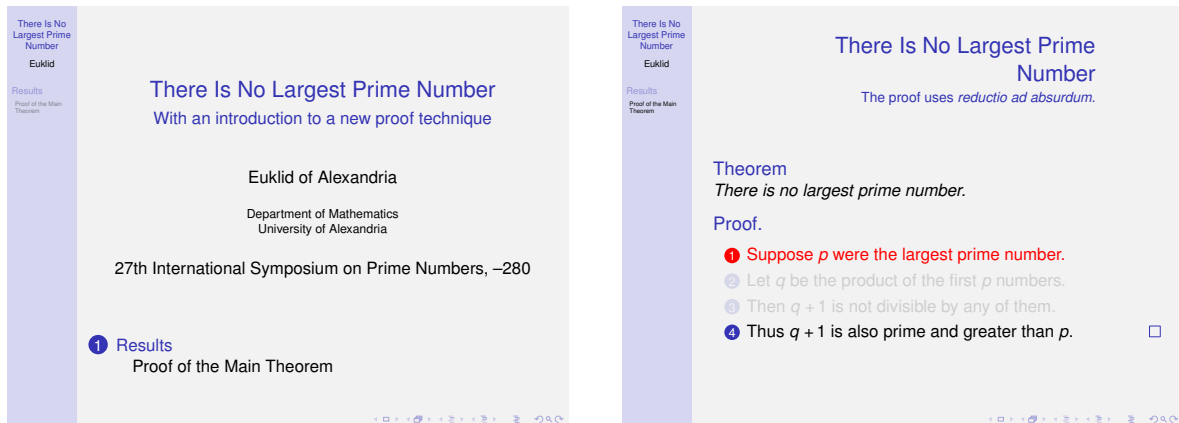 There Is No
Largest Prime
Number
Euklid
Results
Proof of the Main
Theorem
There Is No Largest Prime Number
With an introduction to a new proof technique
Euklid of Alexandria
Department of Mathematics
University of Alexandria
27th International Symposium on Prime Numbers, –280
1 Results
Proof of the Main Theorem
There Is No
Largest Prime
Number
Euklid
Results
Proof of the Main
Theorem
There Is No Largest Prime
Number
The proof uses reductio ad absurdum.
Theorem
There is no largest prime number.
Proof.
1 Suppose p were the largest prime number.
2 Let q be the product of the first p numbers.
3 Then q + 1 is not divisible by any of them.
4 Thus q + 1 is also prime and greater than p.